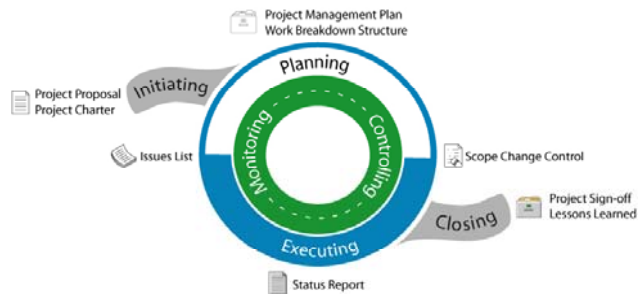 Project Management Plan
Work Breakdown Structure
Planning
Initiating
Project Proposal
Project Charter
Monitoring
Controlling
Issues List
Scope Change Control
Closing
Project Sign-off
Lessons Learned
Executing
Status Report